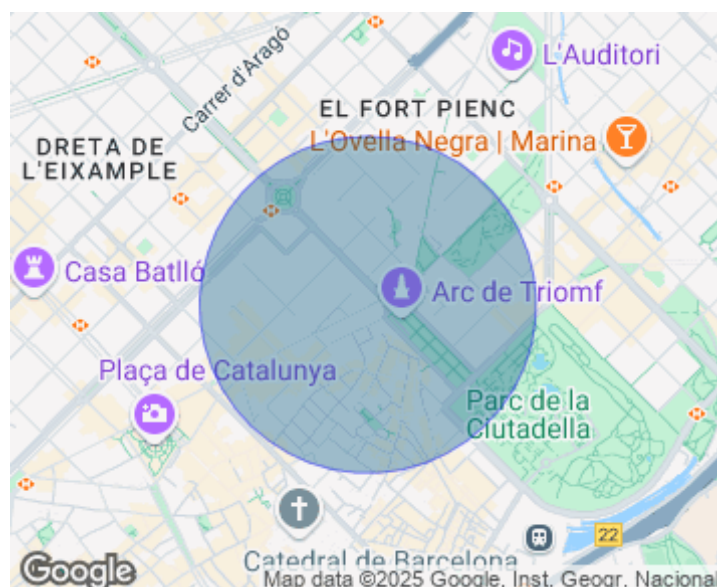 Carrer d'Aragó
L'Auditori
EL FORT PIENC
L'Ovella Negra | Marina
DRETA DE
L'EIXAMPLE
Casa Batlló
Arc de Triomf
Plaça de Catalunya
Parc de la
Ciutadella
22
Catedral de Barcelona
Google
Map data ©2025 Google, Inst. Geogr. Nacional